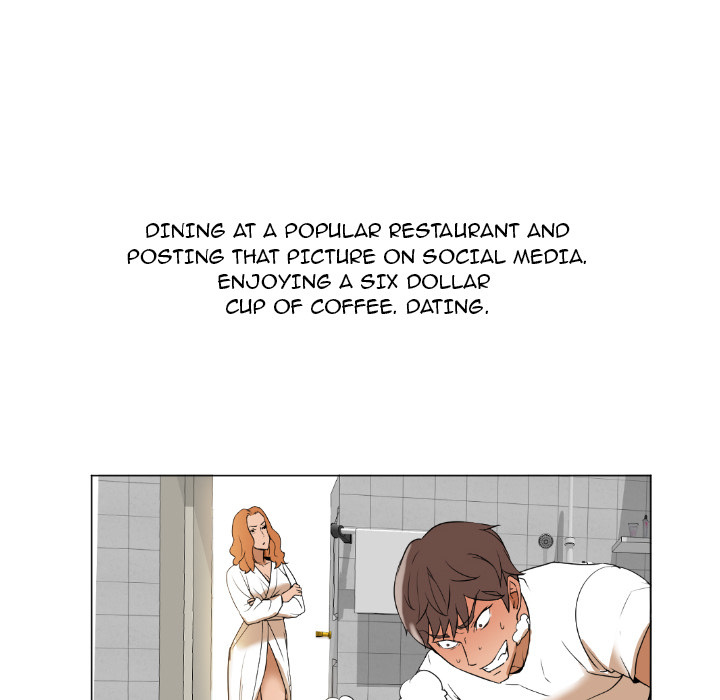 DINING AT A POPULAR RESTAURANT AND
POSTING THAT PICTURE ON SOCIAL MEDIA.
ENJOYING A SIX DOLLAR
CUP OF COFFEE. DATING.